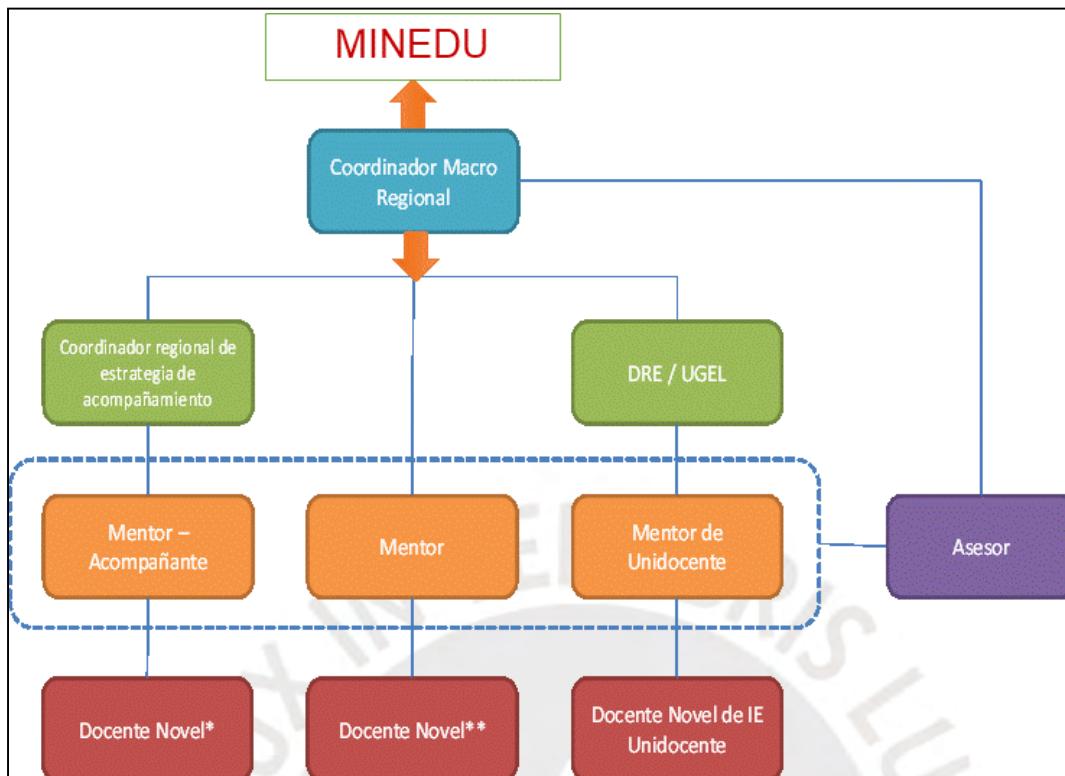 MINEDU
Coordinador Macro
Regional
Coordinador regional de
estrategia de
acompañamiento
DRE / UGEL
Mentor –
Acompañante
Mentor
Mentor de
Unidocente
Asesor
Docente Novel*
Docente Novel**
Docente Novel de IE
Unidocente